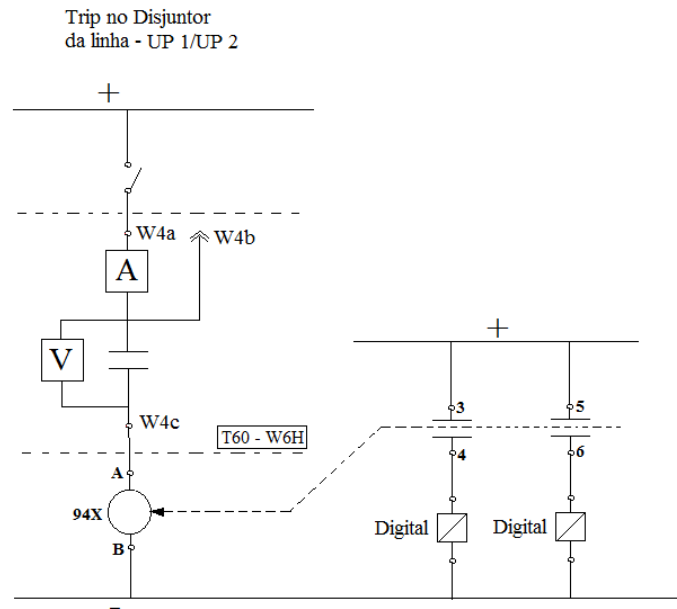 Trip no Disjuntor
da linha - UP 1/UP 2
+
W4a
W4b
A
+
V
3
5
W4c
T60 - W6H
4
6
A
94X
Digital
Digital
B
-